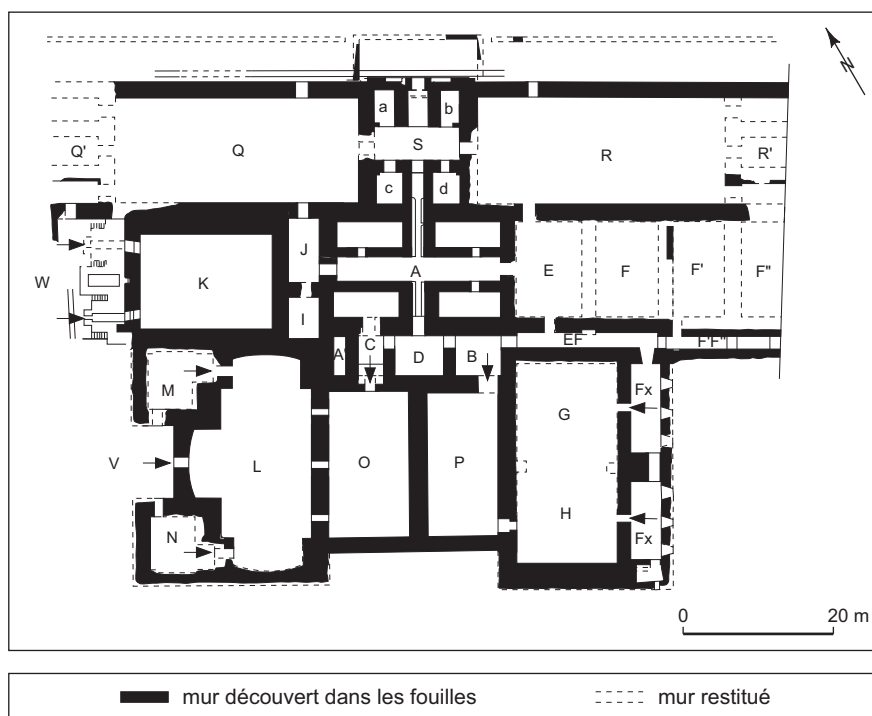 N
a b
S
Q' Q R R'
c d
J
A E F F' F''
W K
I
A' C D B EF F'F''
M Fx
G
V L O P
H
N Fx
0 20 m
mur découvert dans les fouilles mur restitué